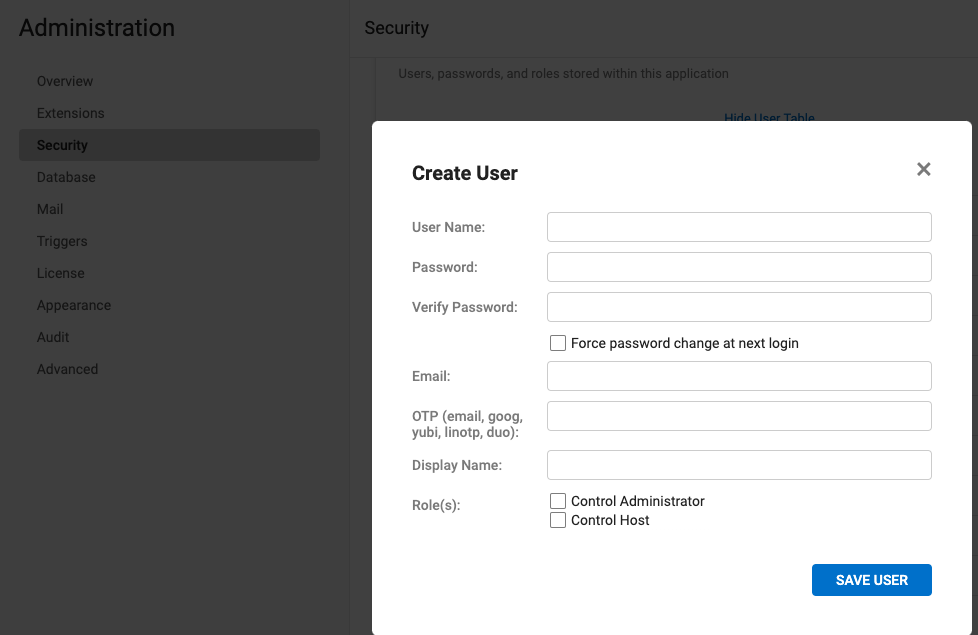 Administration
Overview
Extensions
Security
Database
Mail
Triggers
License
Appearance
Audit
Advanced
Security
Users, passwords, and roles stored within this application
Hide User Table
Create User
User Name:
Password:
Verify Password:
Force password change at next login
Email:
OTP (email, goog,
yubi, linotp, duo):
Display Name:
Role(s):
Control Administrator
Control Host
SAVE USER